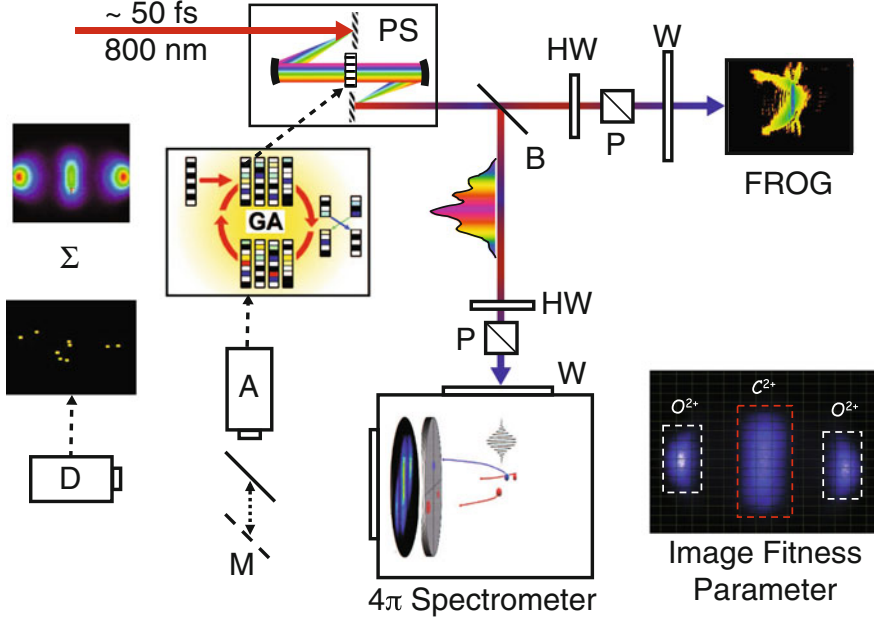 ~ 50 fs
800 nm
PS
HW
W
P
B
FROG
GA
Σ
HW
P
W
A
D
M
4π Spectrometer
O2+
C2+
O2+
Image Fitness
Parameter